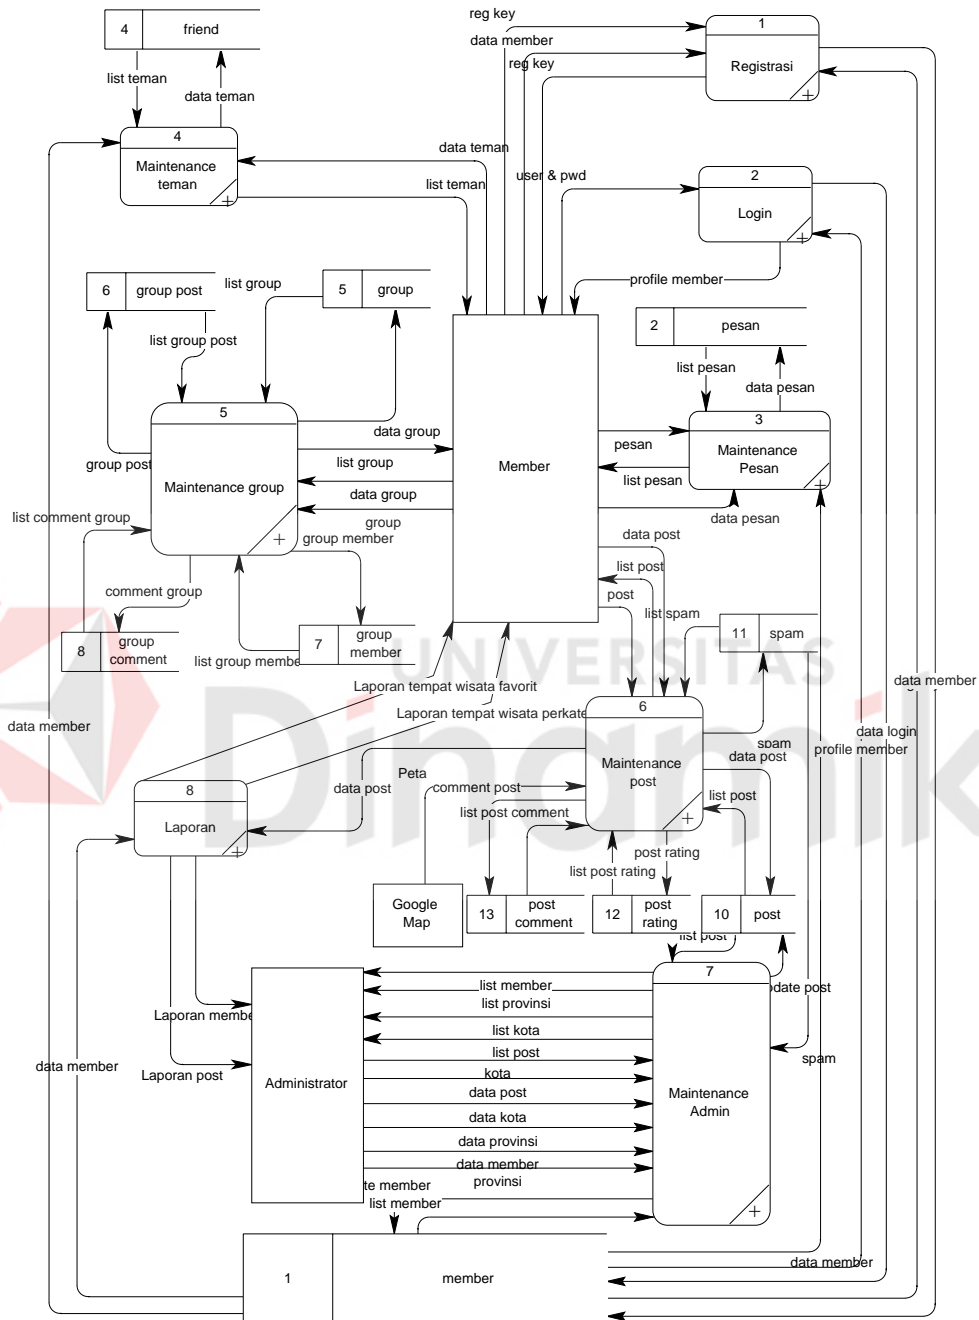 reg key
1
4
friend
data member
reg key
Registrasi
list teman
data teman
4
Maintenance
teman
data teman
list teman
user & pwd
2
Login
profile member
6
group post
list group
5
group
list group post
2
pesan
list pesan
data pesan
5
Maintenance group
group post
data group
list group
data group
group
group member
Member
pesan
list pesan
3
Maintenance
Pesan
data pesan
list comment group
comment group
8
group
comment
list group membe
7
group
member
data post
list post
post
list spam
11
spam
UNIVERSITAS
Dinamika
Laporan tempat wisata favorit
Laporan tempat wisata perkate
data member
data member
data login
profile member
6
Maintenance
post
spam
data post
list post
8
Laporan
data post
Peta
comment post
list post comment
post rating
list post rating
Google
Map
13
post
comment
12
post
rating
10
post
list post
7
Maintenance
Admin
date post
spam
Laporan membe
Laporan post
data member
Administrator
list member
list provinsi
list kota
list post
kota
data post
data kota
data provinsi
data member
provinsi
te member
list member
1
member
data member